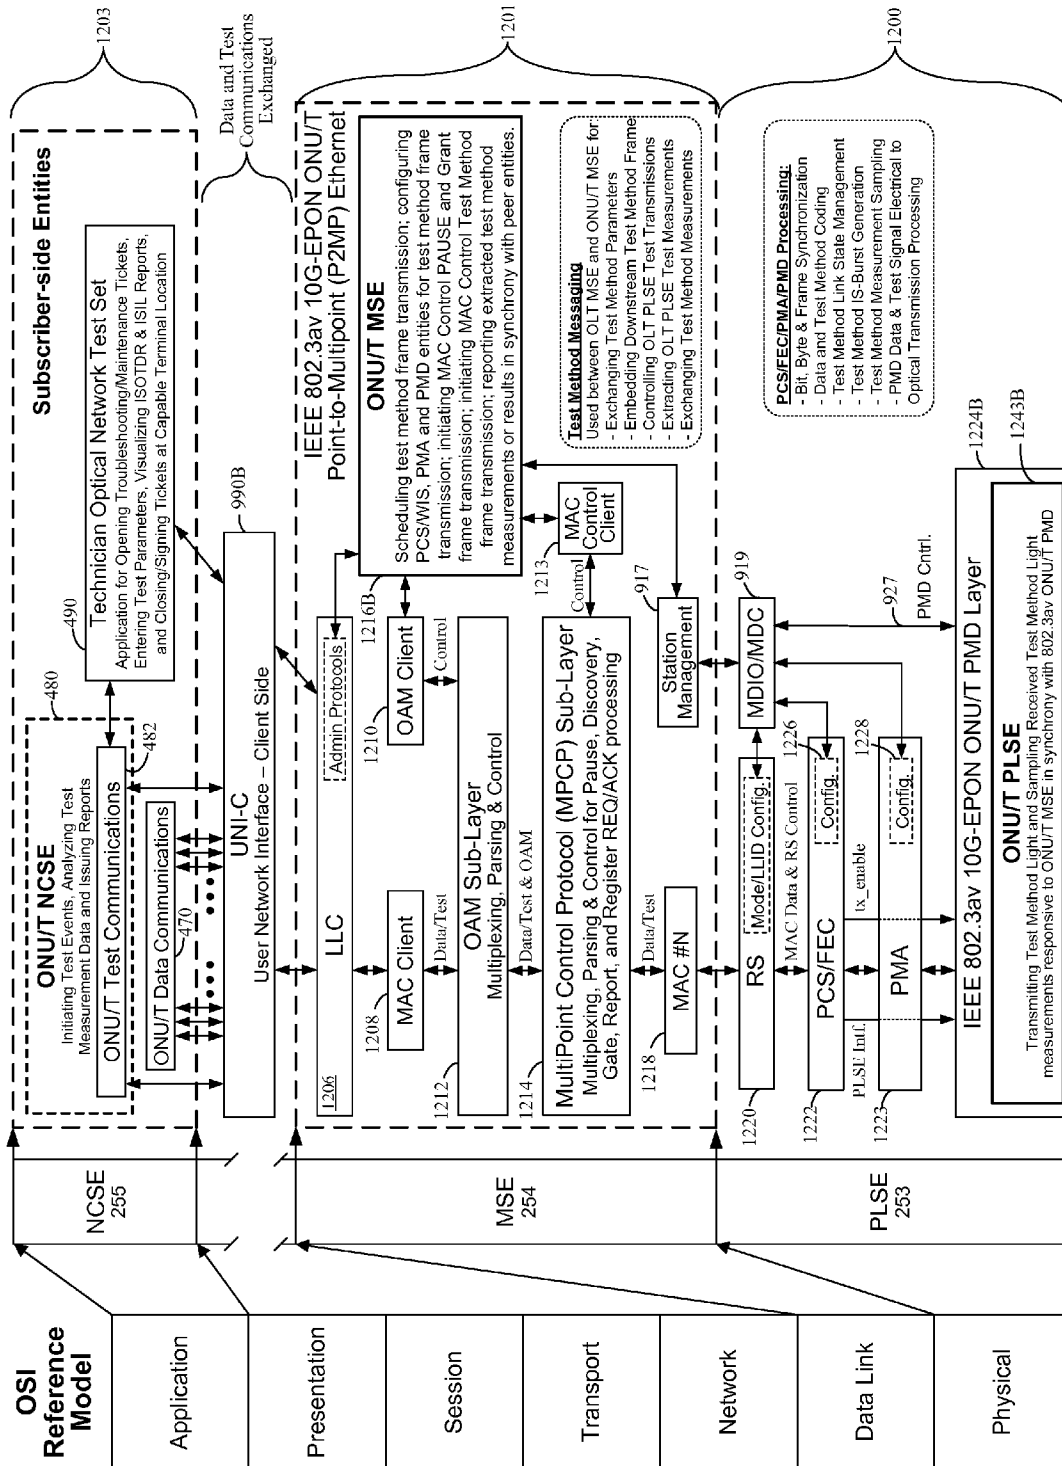 OSI
Reference
Model
Application
Presentation
Session
Transport
Network
Data Link
Physical
NCSE
255
MSE
254
PLSE
253
Subscriber-side Entities
1203
ONU/T NCSE
Initiating Test Events, Analyzing Test
Measurement Data and Issuing Reports
ONU/T Test Communications
480
482
ONU/T Data Communications
470
490
Technician Optical Network Test Set
Application for Opening Troubleshooting/Maintenance Tickets,
Entering Test Parameters, Visualizing ISOTDR & ISIL Reports,
and Closing/Signing Tickets at Capable Terminal Location
UNI-C
User Network Interface – Client Side
990B
Data and Test
Communications
Exchanged
IEEE 802.3av 10G-EPON ONU/T
Point-to-Multipoint (P2MP) Ethernet
1201
1206
LLC
Admin Protocols
1216B
ONU/T MSE
Scheduling test method frame transmission; configuring
PCS/WIS, PMA and PMD entities for test method frame
transmission; initiating MAC Control PAUSE and Grant
frame transmission; initiating MAC Control Test Method
frame transmission; reporting extracted test method
measurements or results in synchrony with peer entities.
1208
MAC Client
1210
OAM Client
Data/Test
Control
1212
OAM Sub-Layer
Multiplexing, Parsing & Control
Data/Test & OAM
1213
MAC
Control
Client
Control
1214
MultiPoint Control Protocol (MPCP) Sub-Layer
Multiplexing, Parsing & Control for Pause, Discovery,
Gate, Report, and Register REQ/ACK processing
Data/Test
1218
MAC #N
917
Station
Management
Test Method Messaging
Used between OLT MSE and ONU/T MSE for:
- Exchanging Test Parameters
- Embedding Downstream Test Method Frame
- Controlling OLT PLSE Test Transmissions
- Extracting OLT PLSE Test Measurements
- Exchanging Test Method Measurements
1200
1220
RS
Mode/LLID Config.
919
MDIO/MDC
MAC Data & RS Control
1226
1222
PCS/FEC
Config.
PLSE Intf.
tx_enable
1228
1223
PMA
Config.
927
PMD Cntrl.
PCS/FEC/PMA/PMD Processing:
- Bit, Byte & Frame Synchronization
- Data and Test Method Coding
- Test Method Link State Management
- Test Method IS-Burst Generation
- Test Method Measurement Sampling
- PMD Data & Test Signal Electrical to
Optical Transmission Processing
1224B
IEEE 802.3av 10G-EPON ONU/T PMD Layer
1243B
ONU/T PLSE
Transmitting Test Method Light and Sampling Received Test Method Light
measurements responsive to ONU/T MSE in synchrony with 802.3av ONU/T PMD